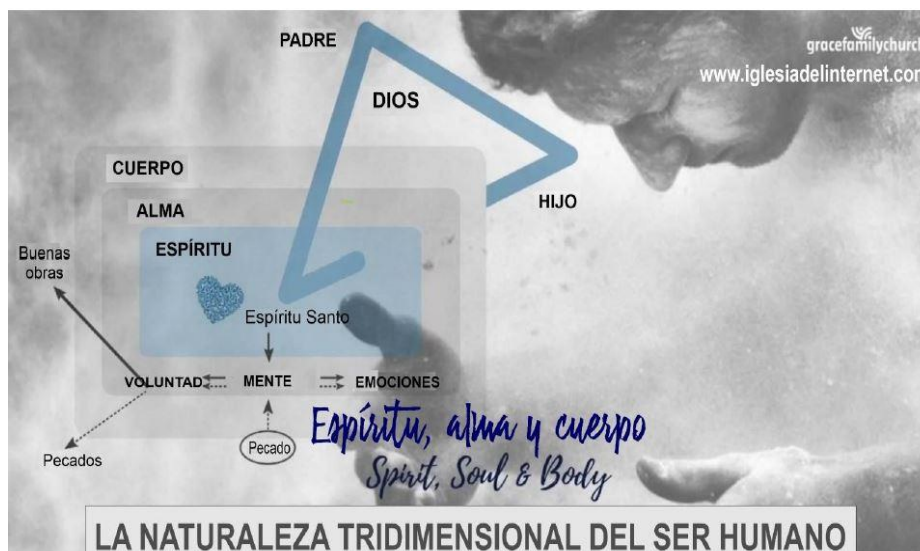 PADRE
gracefamilychurch
www.iglesiadelinternet.com
DIOS
CUERPO
HIJO
ALMA
ESPÍRITU
Buenas
obras
Espíritu Santo
VOLUNTAD
MENTE
EMOCIONES
Pecado
Pecados
Espíritu, alma y cuerpo
Spirit, Soul & Body
LA NATURALEZA TRIDIMENSIONAL DEL SER HUMANO